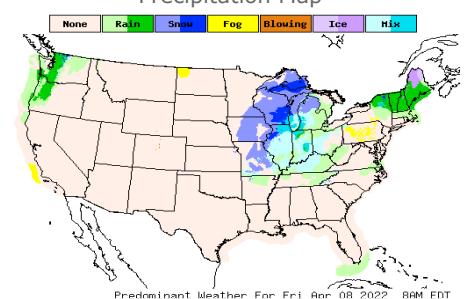 Precipitation Map
None Rain Snow Fog Blowing Ice Mix
Predominant Weather For Fri Apr 08 2022 8AM EDT